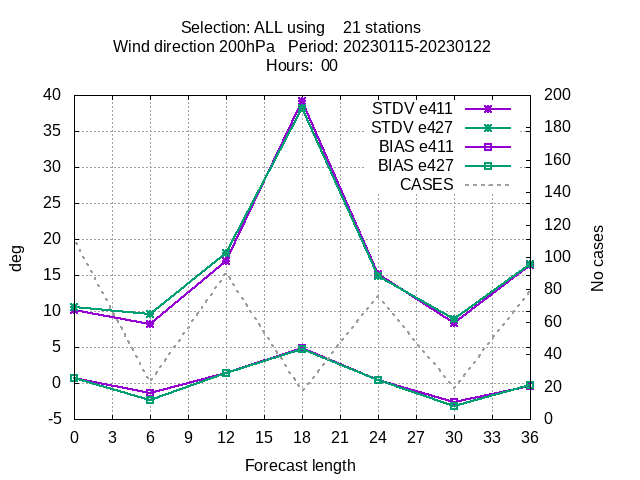 Selection: ALL using    21 stations
Wind direction 200hPa   Period: 20230115-20230122
Hours:  00
STDV e411
STDV e427
BIAS e411
BIAS e427
CASES
40
35
30
25
20
15
10
5
0
-5
deg
200
180
160
140
120
100
80
60
40
20
0
No cases
0 3 6 9 12 15 18 21 24 27 30 33 36
Forecast length